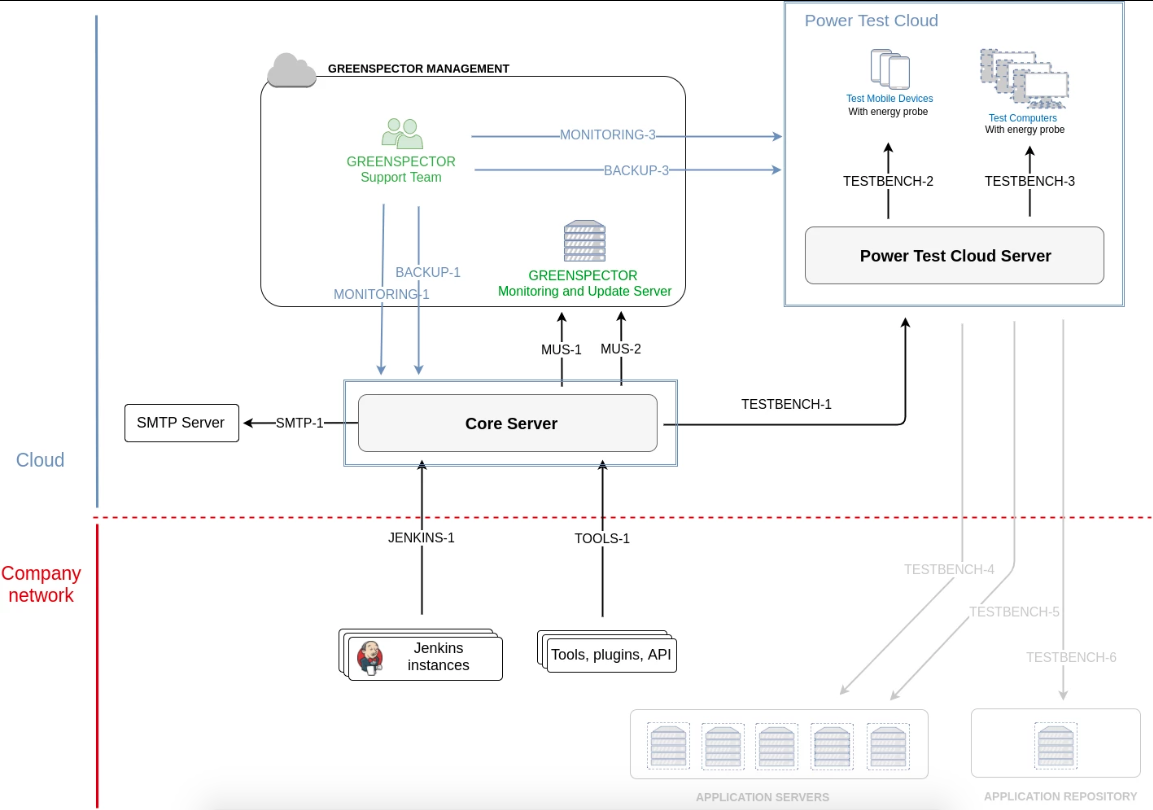 Power Test Cloud
GREENSPECTOR MANAGEMENT
Test Mobile Devices
With energy probe
Test Computers
With energy probe
MONITORING-3
GREENSPECTOR
Support Team
BACKUP-3
TESTBENCH-2
TESTBENCH-3
Power Test Cloud Server
BACKUP-1
MONITORING-1
GREENSPECTOR
Monitoring and Update Server
MUS-1
MUS-2
TESTBENCH-1
SMTP Server
SMTP-1
Core Server
Cloud
JENKINS-1
TOOLS-1
Company
network
TESTBENCH-4
TESTBENCH-5
TESTBENCH-6
Jenkins
instances
Tools, plugins, API
APPLICATION SERVERS
APPLICATION REPOSITORY